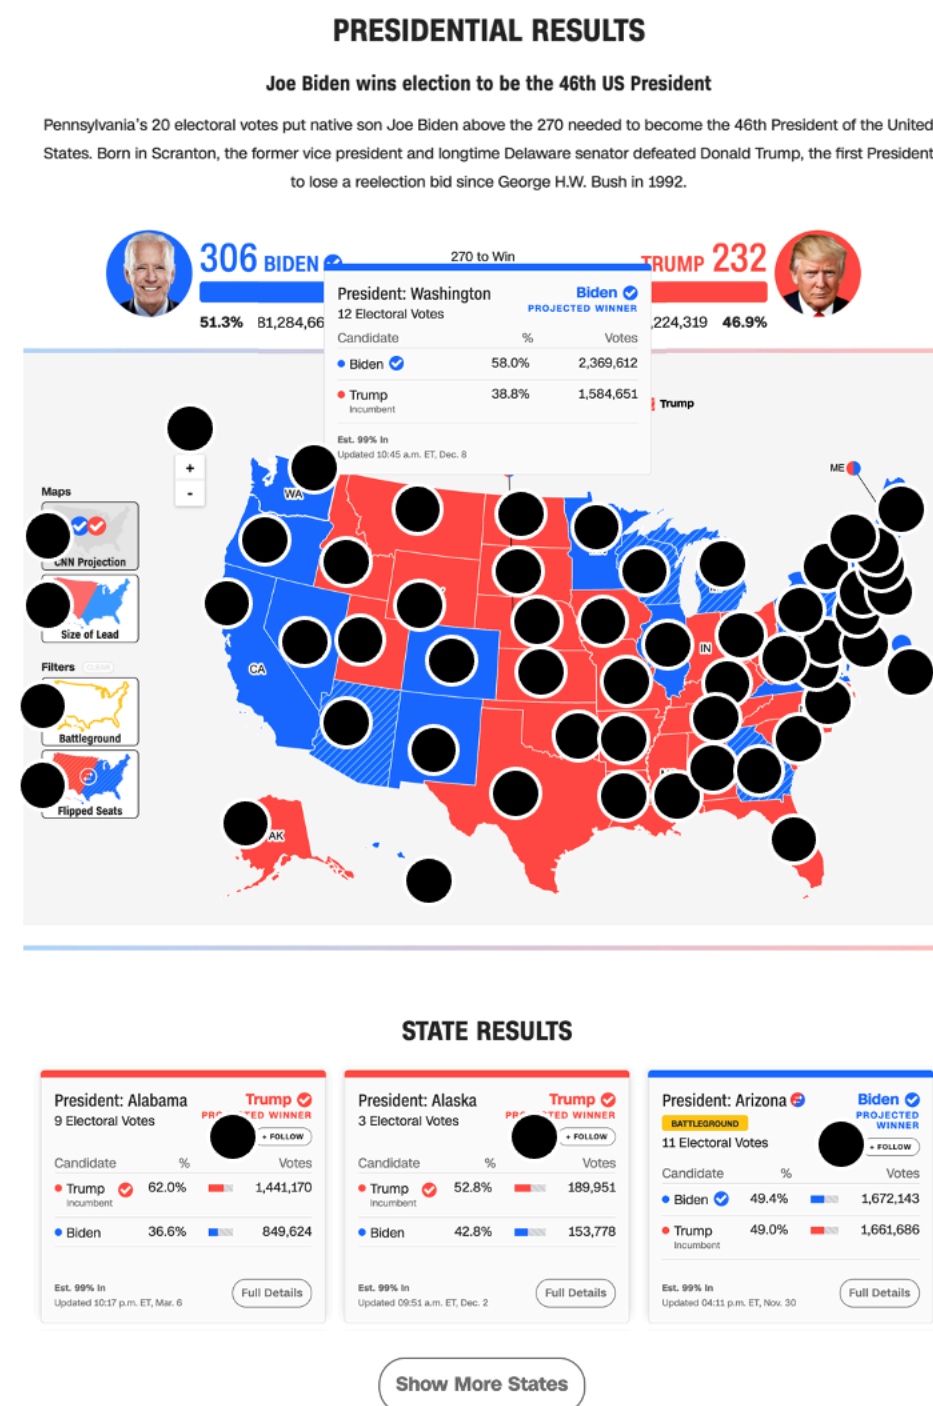 PRESIDENTIAL RESULTS
Joe Biden wins election to be the 46th US President
Pennsylvania's 20 electoral votes put native son Joe Biden above the 270 needed to become the 46th President of the United
States. Born in Scranton, the former vice president and longtime Delaware senator defeated Donald Trump, the first President
to lose a reelection bid since George H.W. Bush in 1992.
306 BIDEN
270 to Win
TRUMP 232
51.3% 81,284,66
,224,319 46.9%
President: Washington
Biden
12 Electoral Votes
PROJECTED WINNER
Candidate % Votes
Biden 58.0% 2,369,612
Trump 38.8% 1,584,651
Incumbent
Est. 99% In
Updated 10:45 a.m. ET, Dec. 8
Trump
+
-
WA
ME
Maps
CNN Projection
Size of Lead
Filters CLEAR
Battleground
Flipped Seats
CA
IN
AK
STATE RESULTS
President: Alabama
Trump
9 Electoral Votes
+ FOLLOW
Candidate % Votes
Trump 62.0% 1,441,170
Incumbent
Biden 36.6% 849,624
Est. 99% In
Updated 10:17 p.m. ET, Mar. 6
Full Details
President: Alaska
Trump
3 Electoral Votes
+ FOLLOW
Candidate % Votes
Trump 52.8% 189,951
Incumbent
Biden 42.8% 153,778
Est. 99% In
Updated 09:51 a.m. ET, Dec. 2
Full Details
President: Arizona
Biden
BATTLEGROUND
PROJECTED
WINNER
11 Electoral Votes
+ FOLLOW
Candidate % Votes
Biden 49.4% 1,672,143
Trump 49.0% 1,661,686
Incumbent
Est. 99% In
Updated 04:11 p.m. ET, Nov. 30
Full Details
Show More States